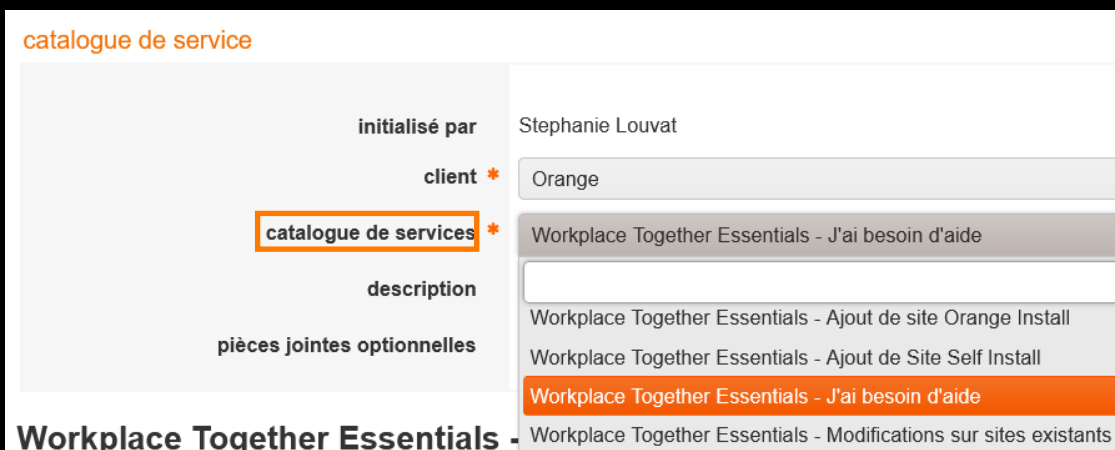 catalogue de service
initialisé par Stephanie Louvat
client * Orange
catalogue de services * Workplace Together Essentials - J'ai besoin d'aide
description
Workplace Together Essentials - Ajout de site Orange Install
pièces jointes optionnelles
Workplace Together Essentials - Ajout de Site Self Install
Workplace Together Essentials - J'ai besoin d'aide
Workplace Together Essentials - Modifications sur sites existants
Workplace Together Essentials -